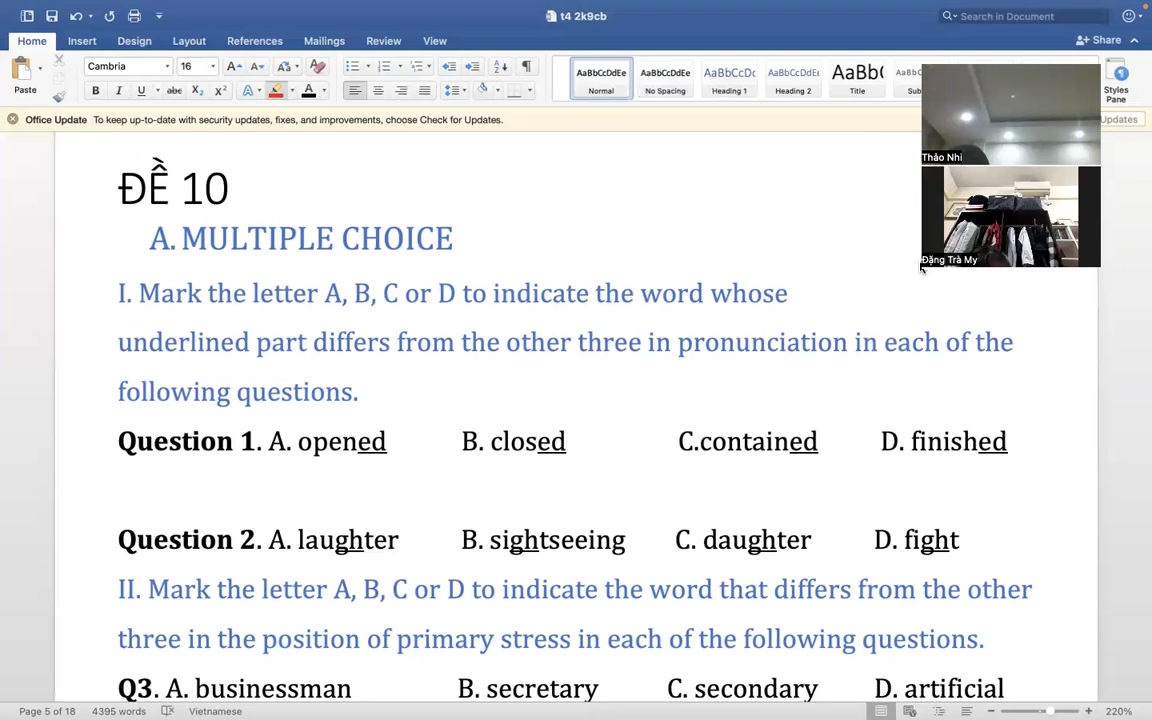 t4 2k9cb
Search in Document
Home Insert Design Layout References Mailings Review View
Share
Paste
Cambria 16
AaBbCcDdEe AaBbCcDdEe AaBbCcDc AaBbCcDdEe AaBb(
Normal No Spacing Heading 1 Heading 2 Title
Styles Pane
Office Update To keep up-to-date with security updates, fixes, and improvements, choose Check for Updates.
Updates
Thảo Nhi
Đặng Trà My
ĐỀ 10
A. MULTIPLE CHOICE
I. Mark the letter A, B, C or D to indicate the word whose
underlined part differs from the other three in pronunciation in each of the
following questions.
Question 1. A. opened B. closed C.contained D. finished
Question 2. A. laughter B. sightseeing C. daughter D. fight
II. Mark the letter A, B, C or D to indicate the word that differs from the other
three in the position of primary stress in each of the following questions.
Q3. A. businessman B. secretary C. secondary D. artificial
Page 5 of 18 4395 words Vietnamese 220%